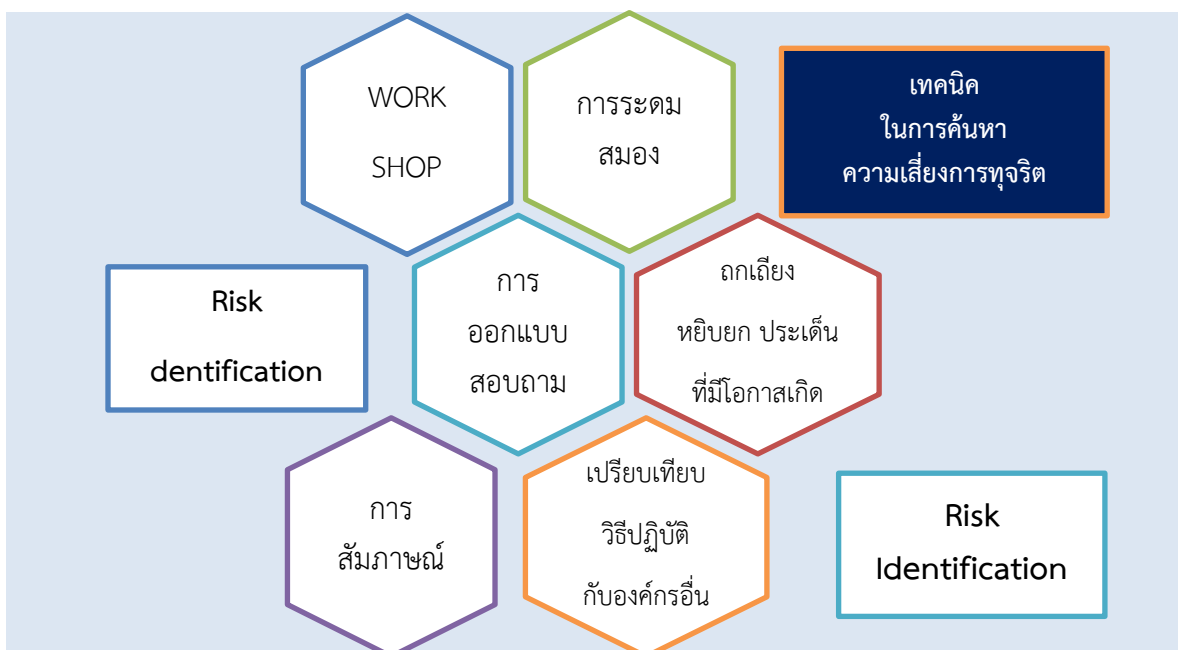 WORK
SHOP
การระดม
สมอง
เทคนิค
ในการค้นหา
ความเสี่ยงการทุจริต
Risk
dentification
การ
ออกแบบ
สอบถาม
ถกเถียง
หยิบยก ประเด็น
ที่มีโอกาสเกิด
การ
สัมภาษณ์
เปรียบเทียบ
วิธีปฏิบัติ
กับองค์กรอื่น
Risk
Identification